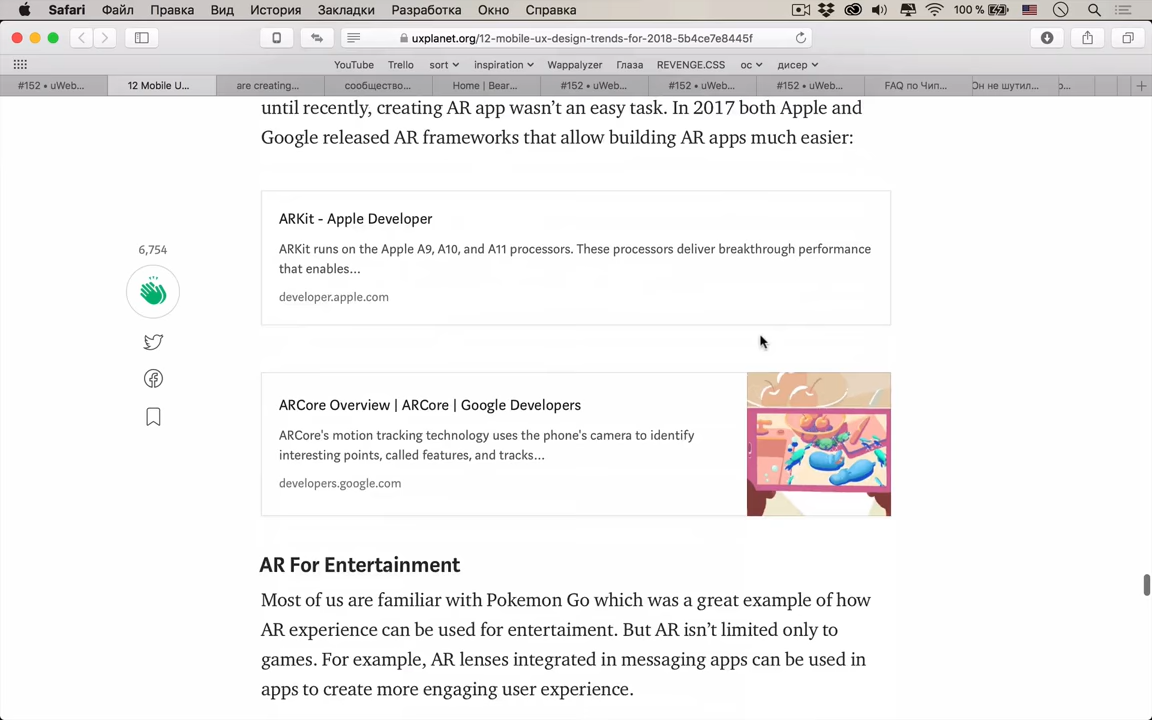 Safari Файл Правка Вид История Закладки Разработка Окно Справка 100 %
uxplanet.org/12-mobile-ux-design-trends-for-2018-5b4ce7e8445f
YouTube Trello sort inspiration Wappalyzer Глаза REVENGE.CSS ос дисер
#152 • uWeb... 12 Mobile U... are creating... сообщество... Home | Bear... #152 • uWeb... #152 • uWeb... #152 • uWeb... FAQ по Чип... Он не шутил...
until recently, creating AR app wasn’t an easy task. In 2017 both Apple and
Google released AR frameworks that allow building AR apps much easier:
ARKit - Apple Developer
ARKit runs on the Apple A9, A10, and A11 processors. These processors deliver breakthrough performance
that enables...
developer.apple.com
6,754
ARCore Overview | ARCore | Google Developers
ARCore's motion tracking technology uses the phone's camera to identify
interesting points, called features, and tracks...
developers.google.com
AR For Entertainment
Most of us are familiar with Pokemon Go which was a great example of how
AR experience can be used for entertaiment. But AR isn’t limited only to
games. For example, AR lenses integrated in messaging apps can be used in
apps to create more engaging user experience.